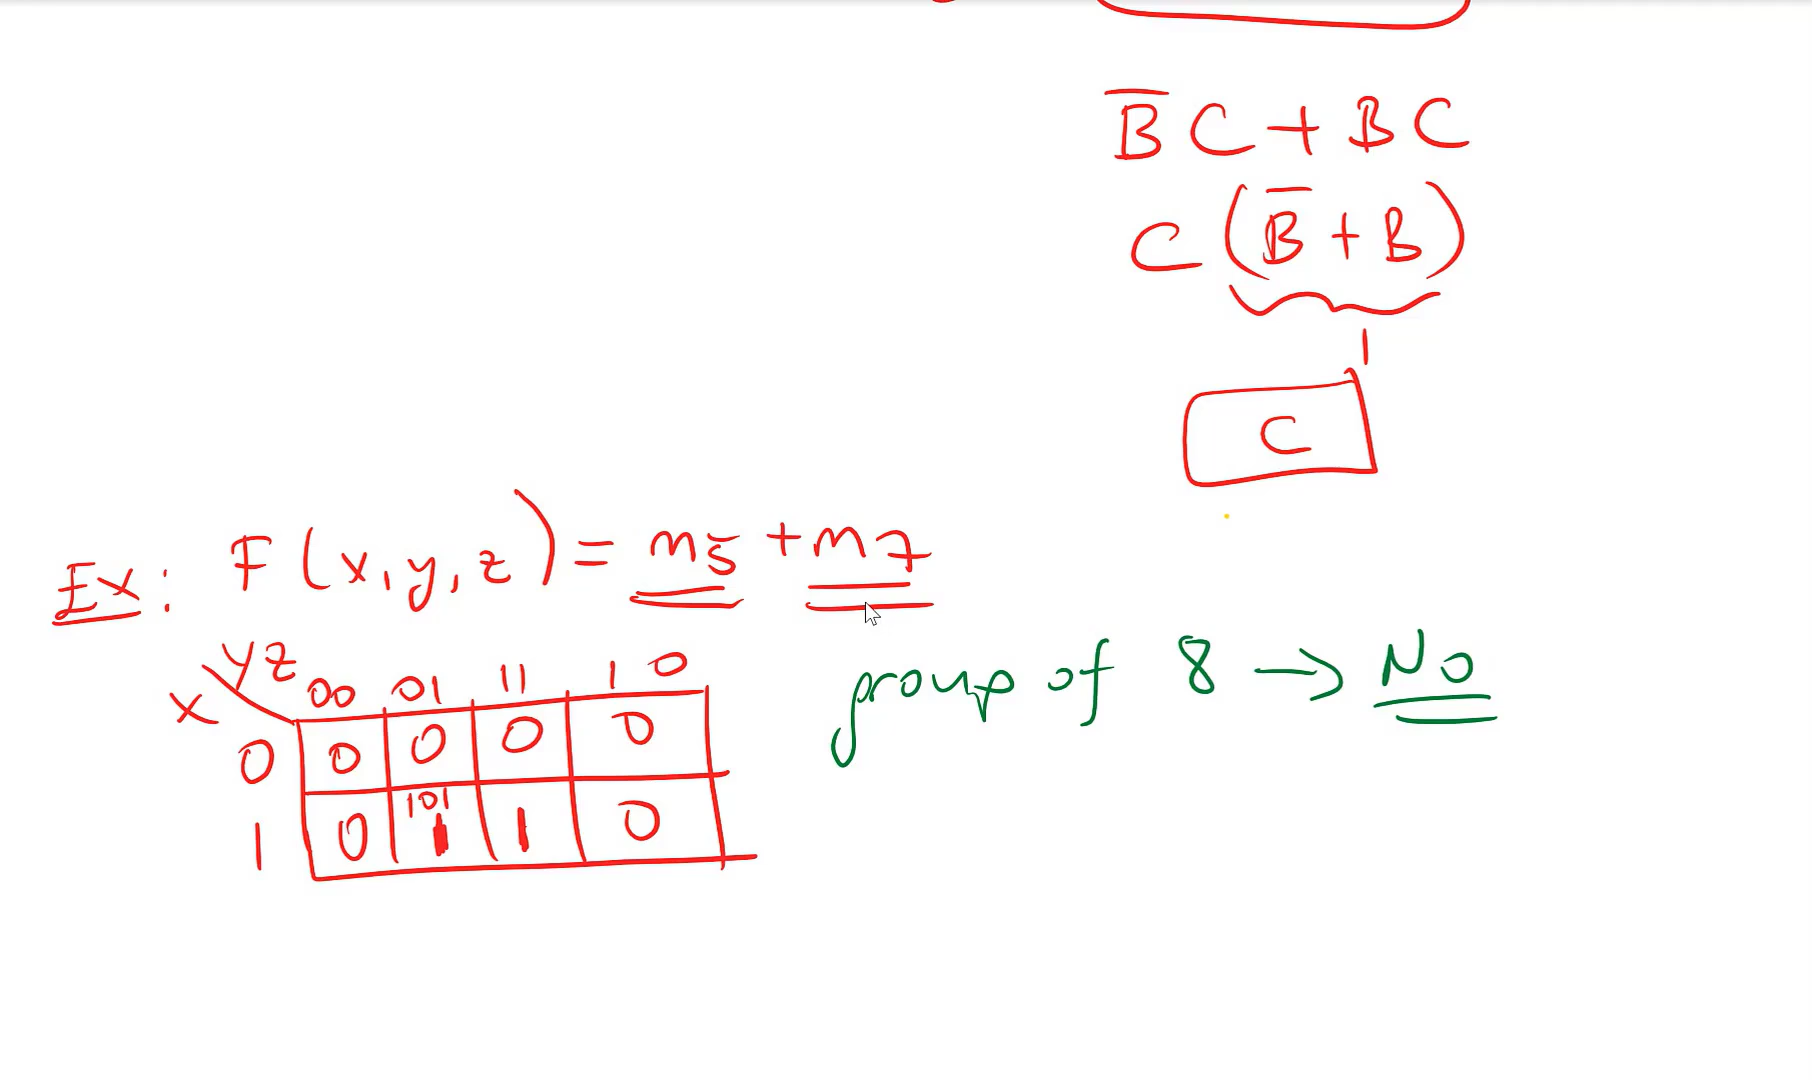 B̅ C + B C
C (B̅ + B)
1
C
Ex: F(x,y,z) = m5 + m7
yz
x 00 01 11 10
0 0 0 0 0
101
1 0 1 1 0
group of 8 → No